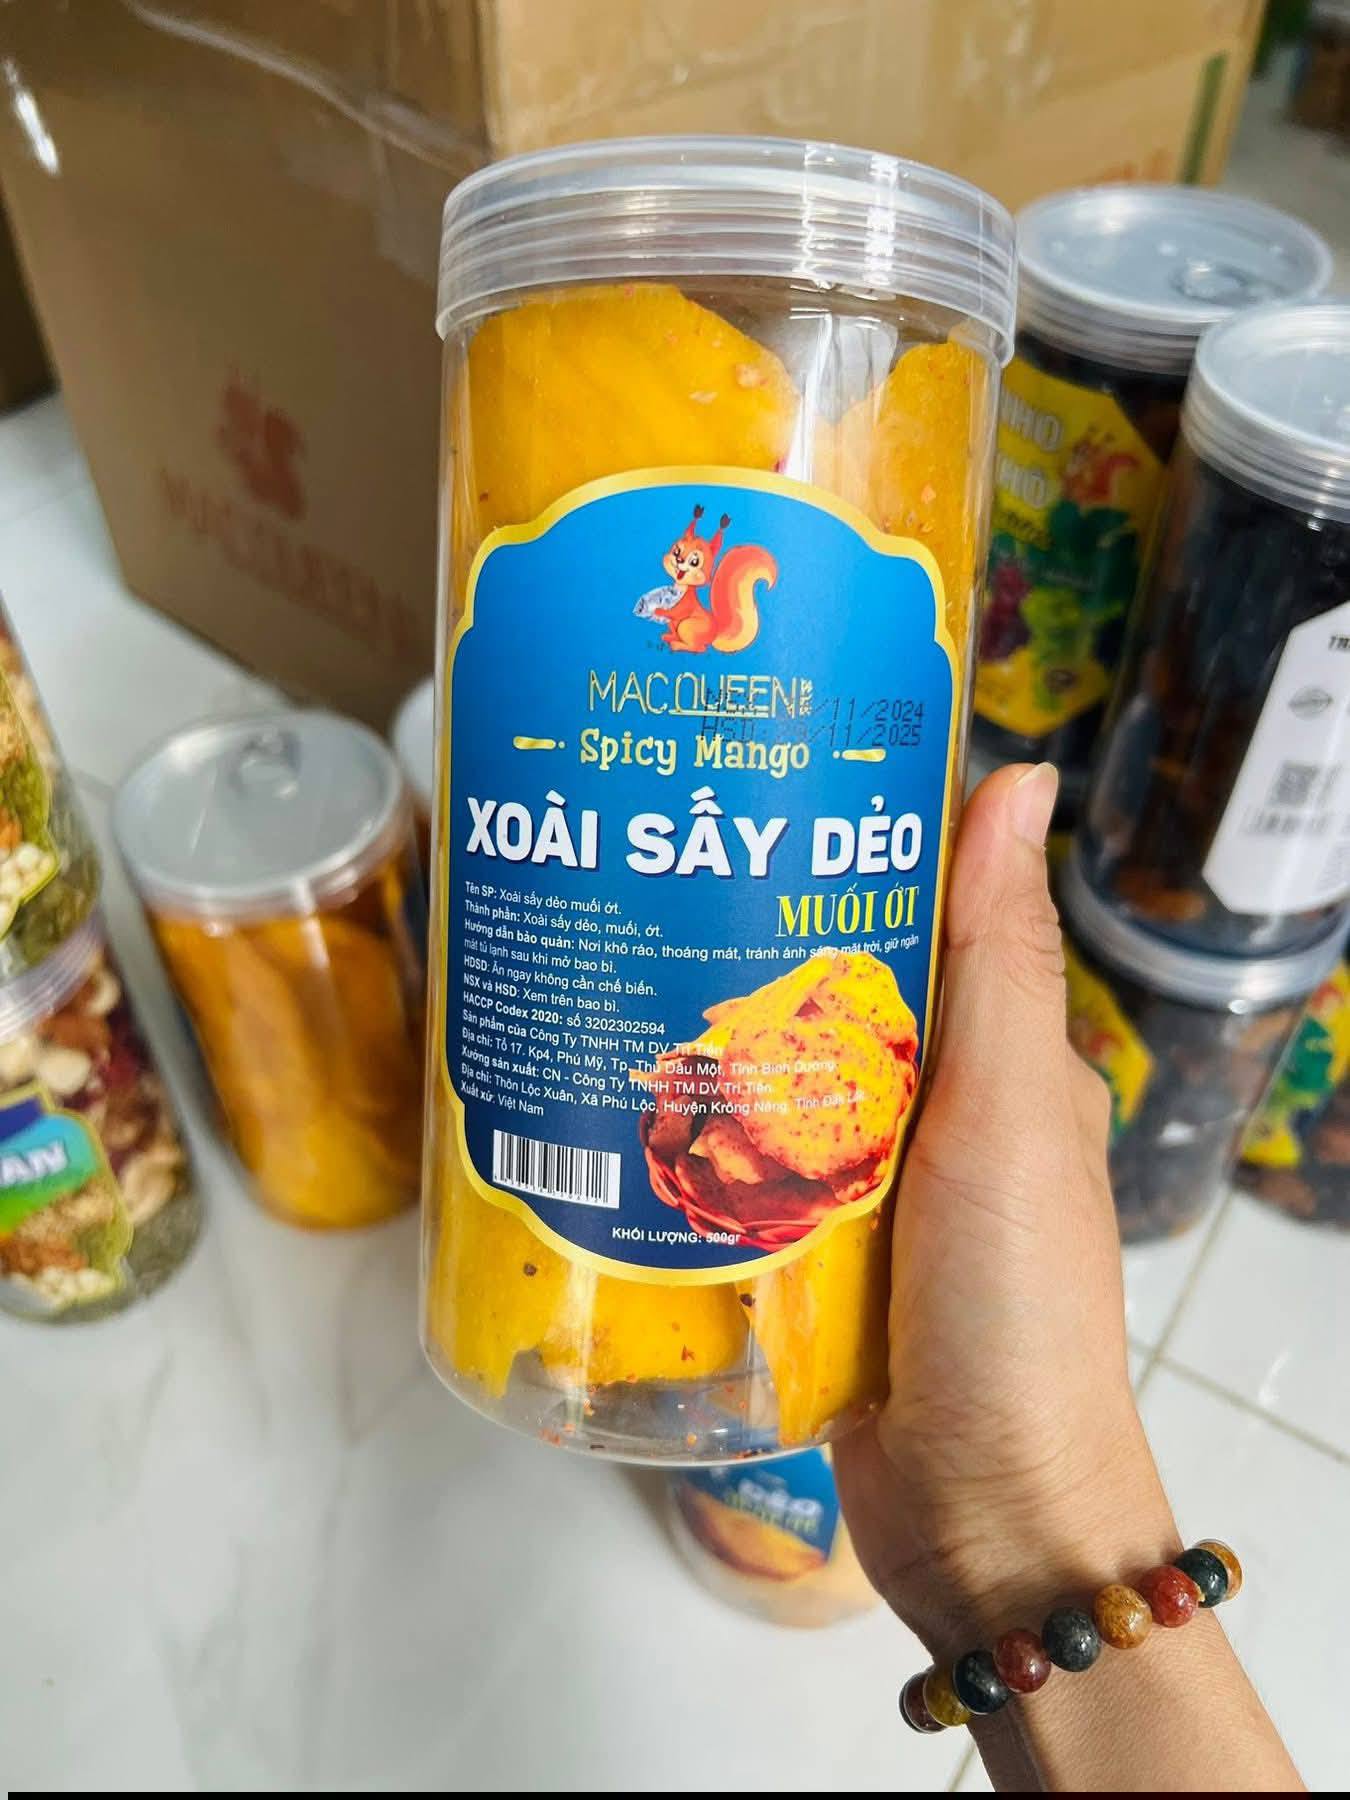 MACQUEEN
/11/2024
/11/2025
Spicy Mango
XOÀI SẤY DẺO
MUỐI ỚT
Tên SP: Xoài sấy dẻo muối ớt.
Thành phần: Xoài sấy dẻo, muối, ớt.
Hướng dẫn bảo quản: Nơi khô ráo, thoáng mát, tránh ánh sáng mặt trời, giữ ngăn
mát tủ lạnh sau khi mở bao bì.
HDSD: Ăn ngay không cần chế biến.
NSX và HSD: Xem trên bao bì.
HACCP Codex 2020: số 3202302594
Sản phẩm của Công Ty TNHH TM DV Trí Tiến
Địa chỉ: Tổ 17, Kp4, Phú Mỹ, Tp. Thủ Dầu Một, Tỉnh Bình Dương.
Xưởng sản xuất: CN - Công Ty TNHH TM DV Trí Tiến.
Địa chỉ: Thôn Lộc Xuân, Xã Phú Lộc, Huyện Krông Năng, Tỉnh Đắk Lắk
Xuất xứ: Việt Nam
KHỐI LƯỢNG: 500gr
NHO
KHÔ
DẺO